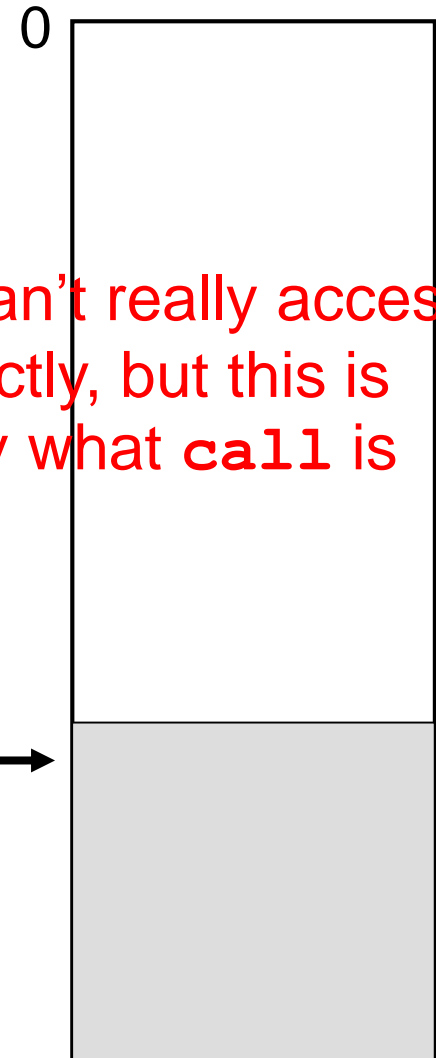 0
an't really acces
ctly, but this is
y what call is